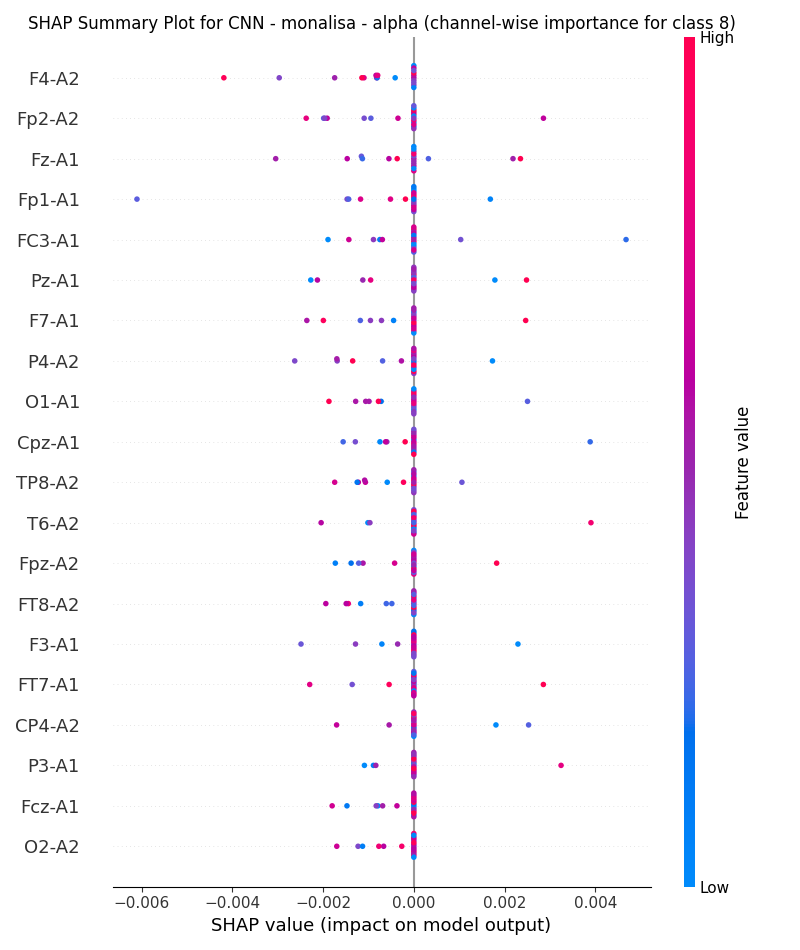 SHAP Summary Plot for CNN - monalisa - alpha (channel-wise importance for class 8)
High
F4-A2
Fp2-A2
Fz-A1
Fp1-A1
FC3-A1
Pz-A1
F7-A1
P4-A2
O1-A1
Cpz-A1
TP8-A2
T6-A2
Fpz-A2
FT8-A2
F3-A1
FT7-A1
CP4-A2
P3-A1
Fcz-A1
O2-A2
Feature value
Low
−0.006 −0.004 −0.002 0.000 0.002 0.004
SHAP value (impact on model output)